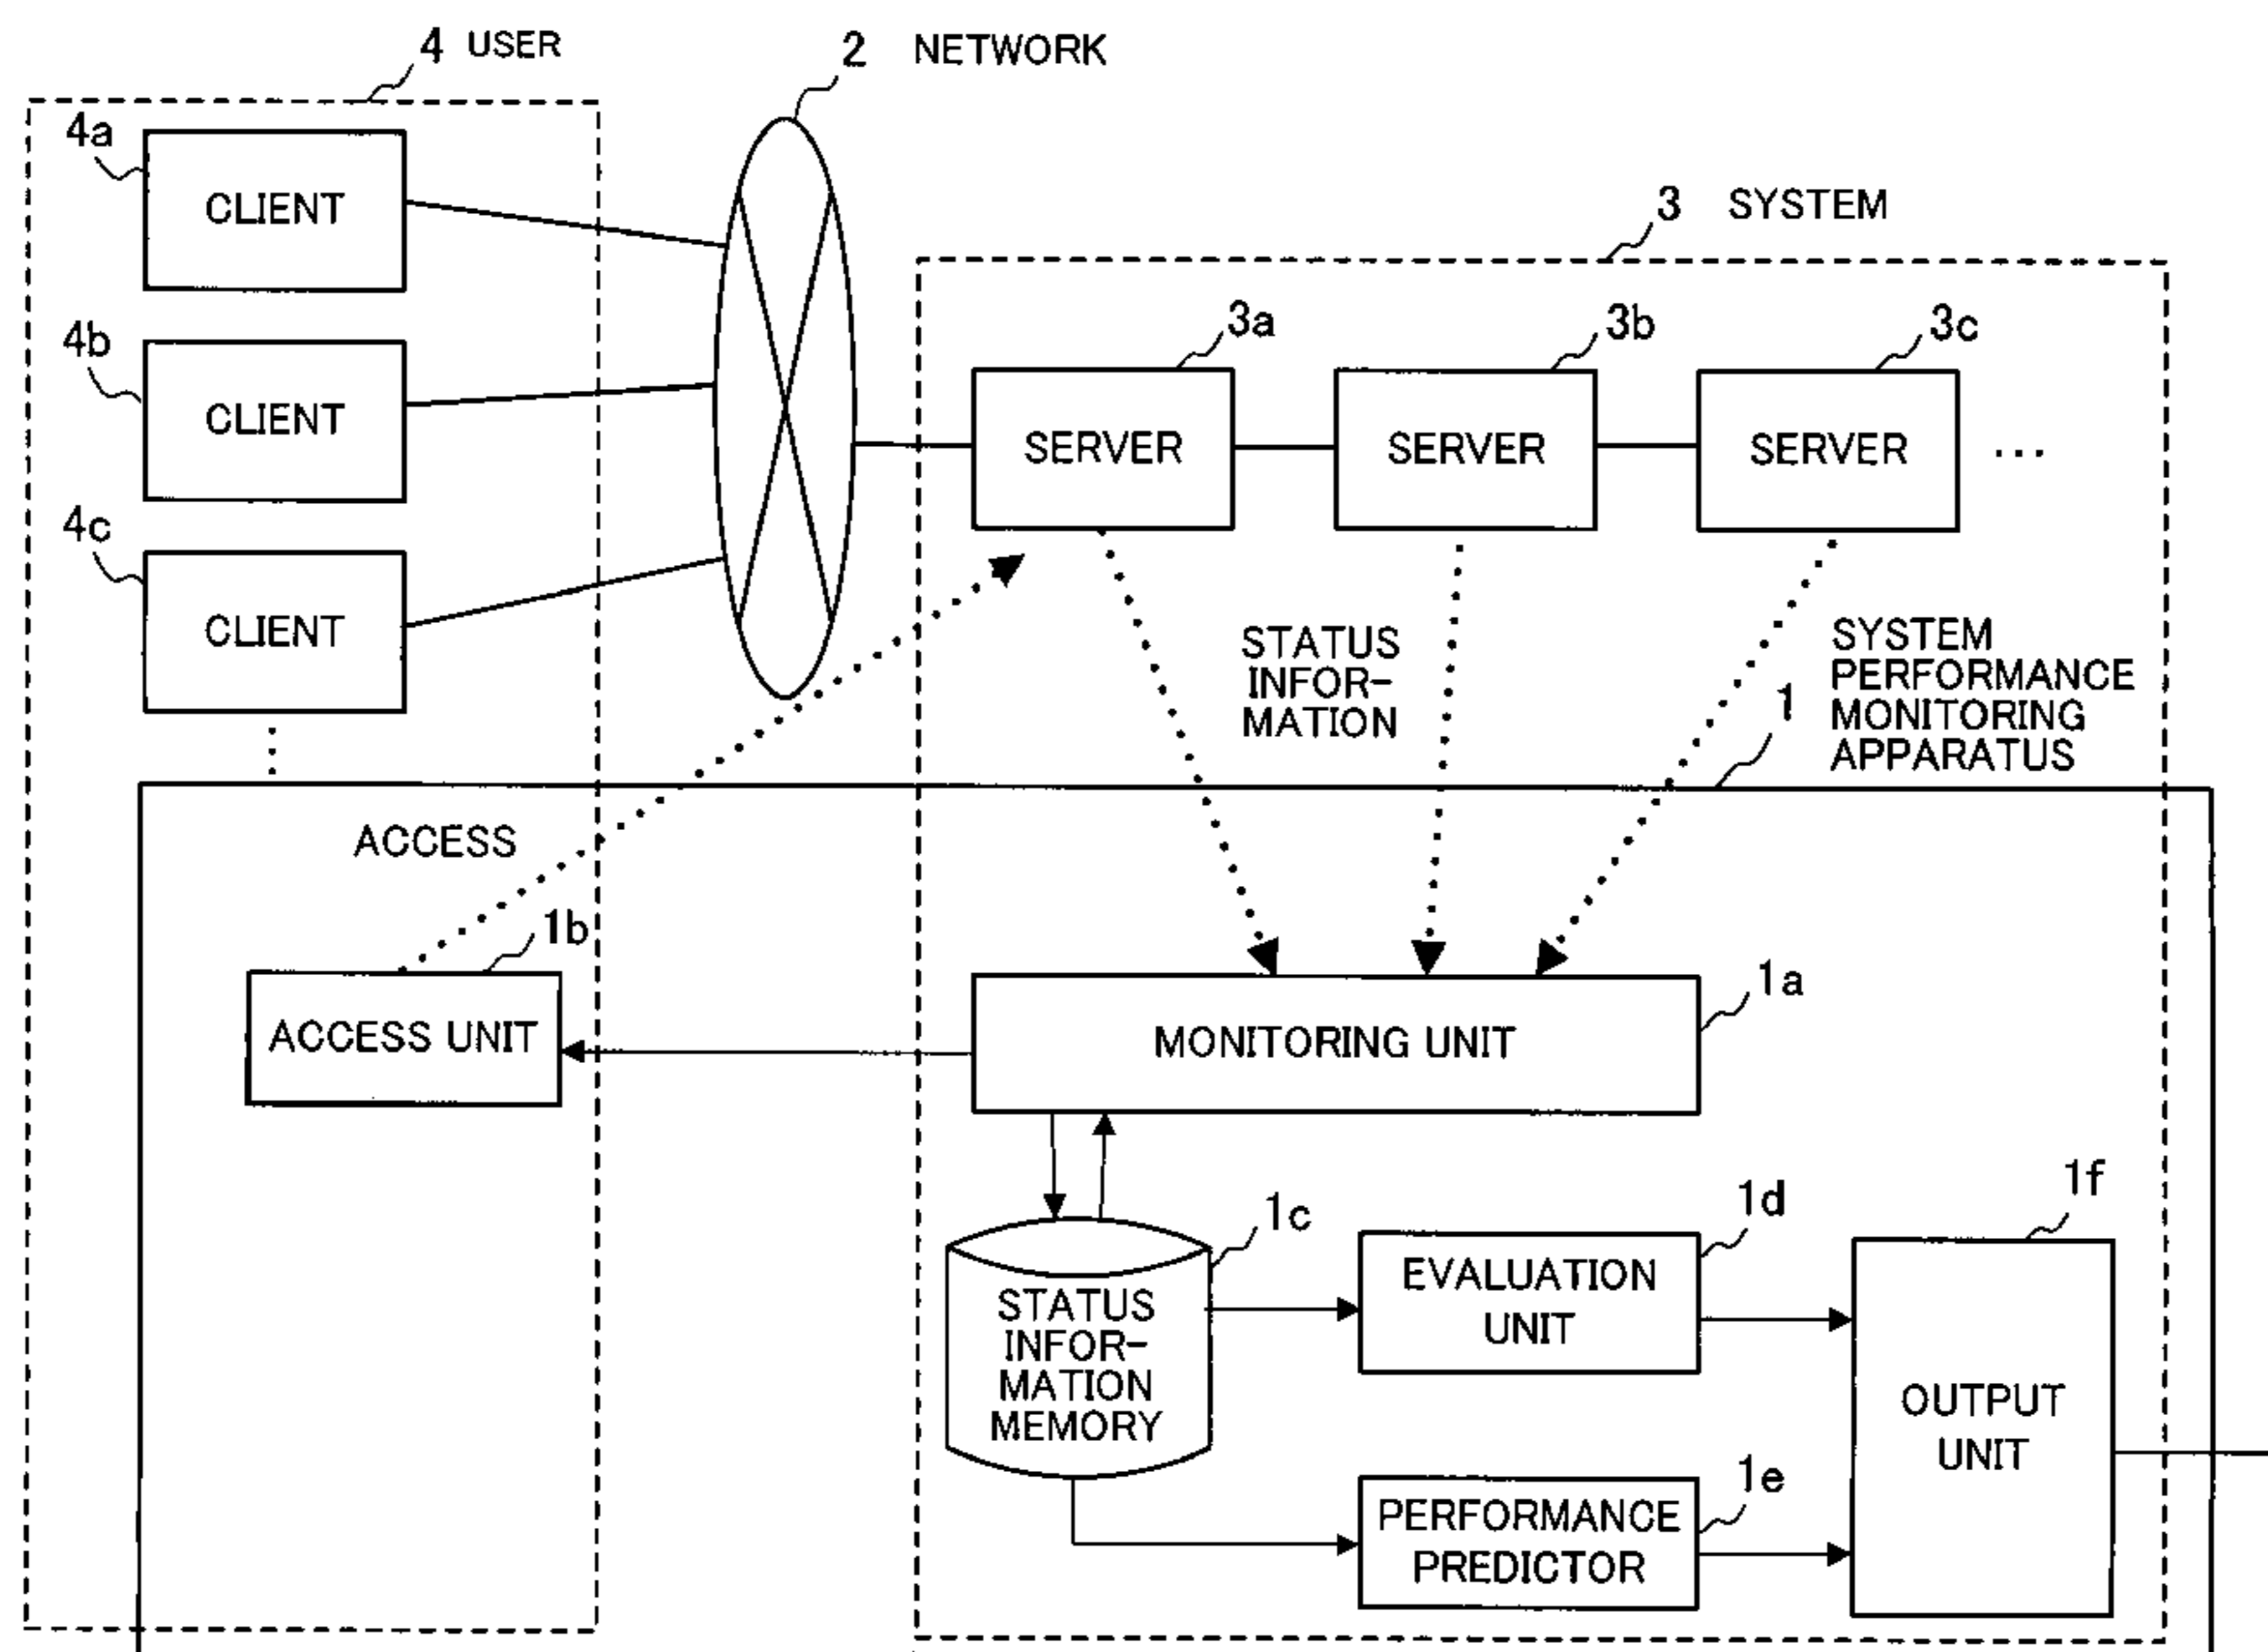 4 USER
2 NETWORK
4a
CLIENT
3 SYSTEM
4b
CLIENT
3a
SERVER
3b
SERVER
3c
SERVER
...
4c
CLIENT
STATUS
INFOR-
MATION
SYSTEM
PERFORMANCE
MONITORING
APPARATUS
1
ACCESS
1b
ACCESS UNIT
1a
MONITORING UNIT
1c
STATUS
INFOR-
MATION
MEMORY
1d
EVALUATION
UNIT
1f
OUTPUT
UNIT
1e
PERFORMANCE
PREDICTOR